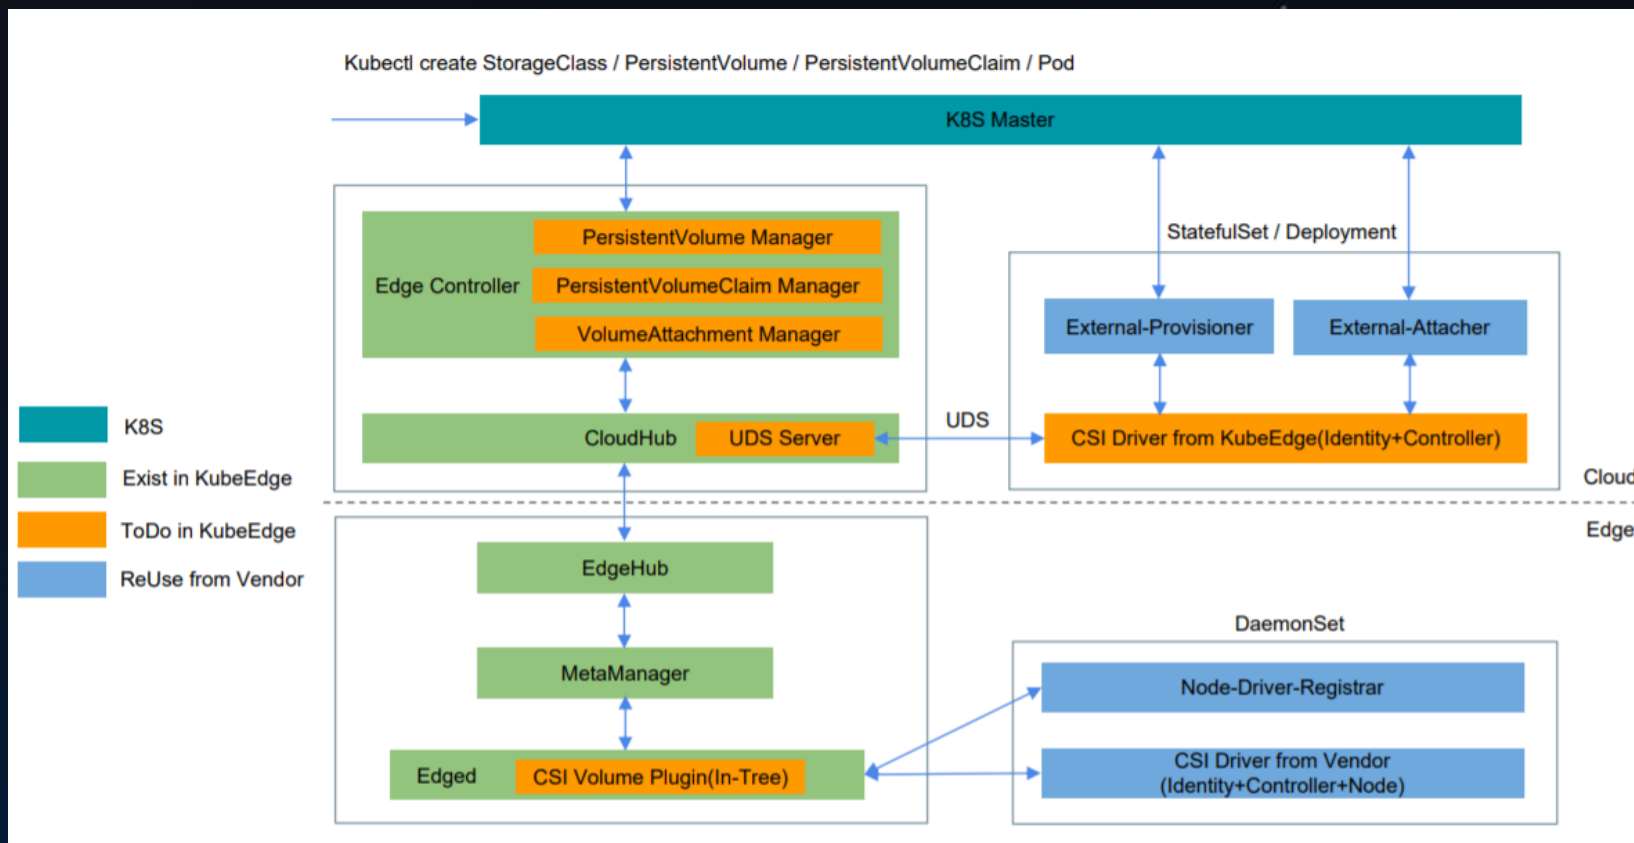 Kubectl create StorageClass / PersistentVolume / PersistentVolumeClaim / Pod
K8S Master
StatefulSet / Deployment
Edge Controller
PersistentVolume Manager
PersistentVolumeClaim Manager
VolumeAttachment Manager
External-Provisioner
External-Attacher
CloudHub
UDS Server
UDS
CSI Driver from KubeEdge(Identity+Controller)
K8S
Exist in KubeEdge
ToDo in KubeEdge
ReUse from Vendor
Cloud
Edge
EdgeHub
MetaManager
Edged
CSI Volume Plugin(In-Tree)
DaemonSet
Node-Driver-Registrar
CSI Driver from Vendor
(Identity+Controller+Node)